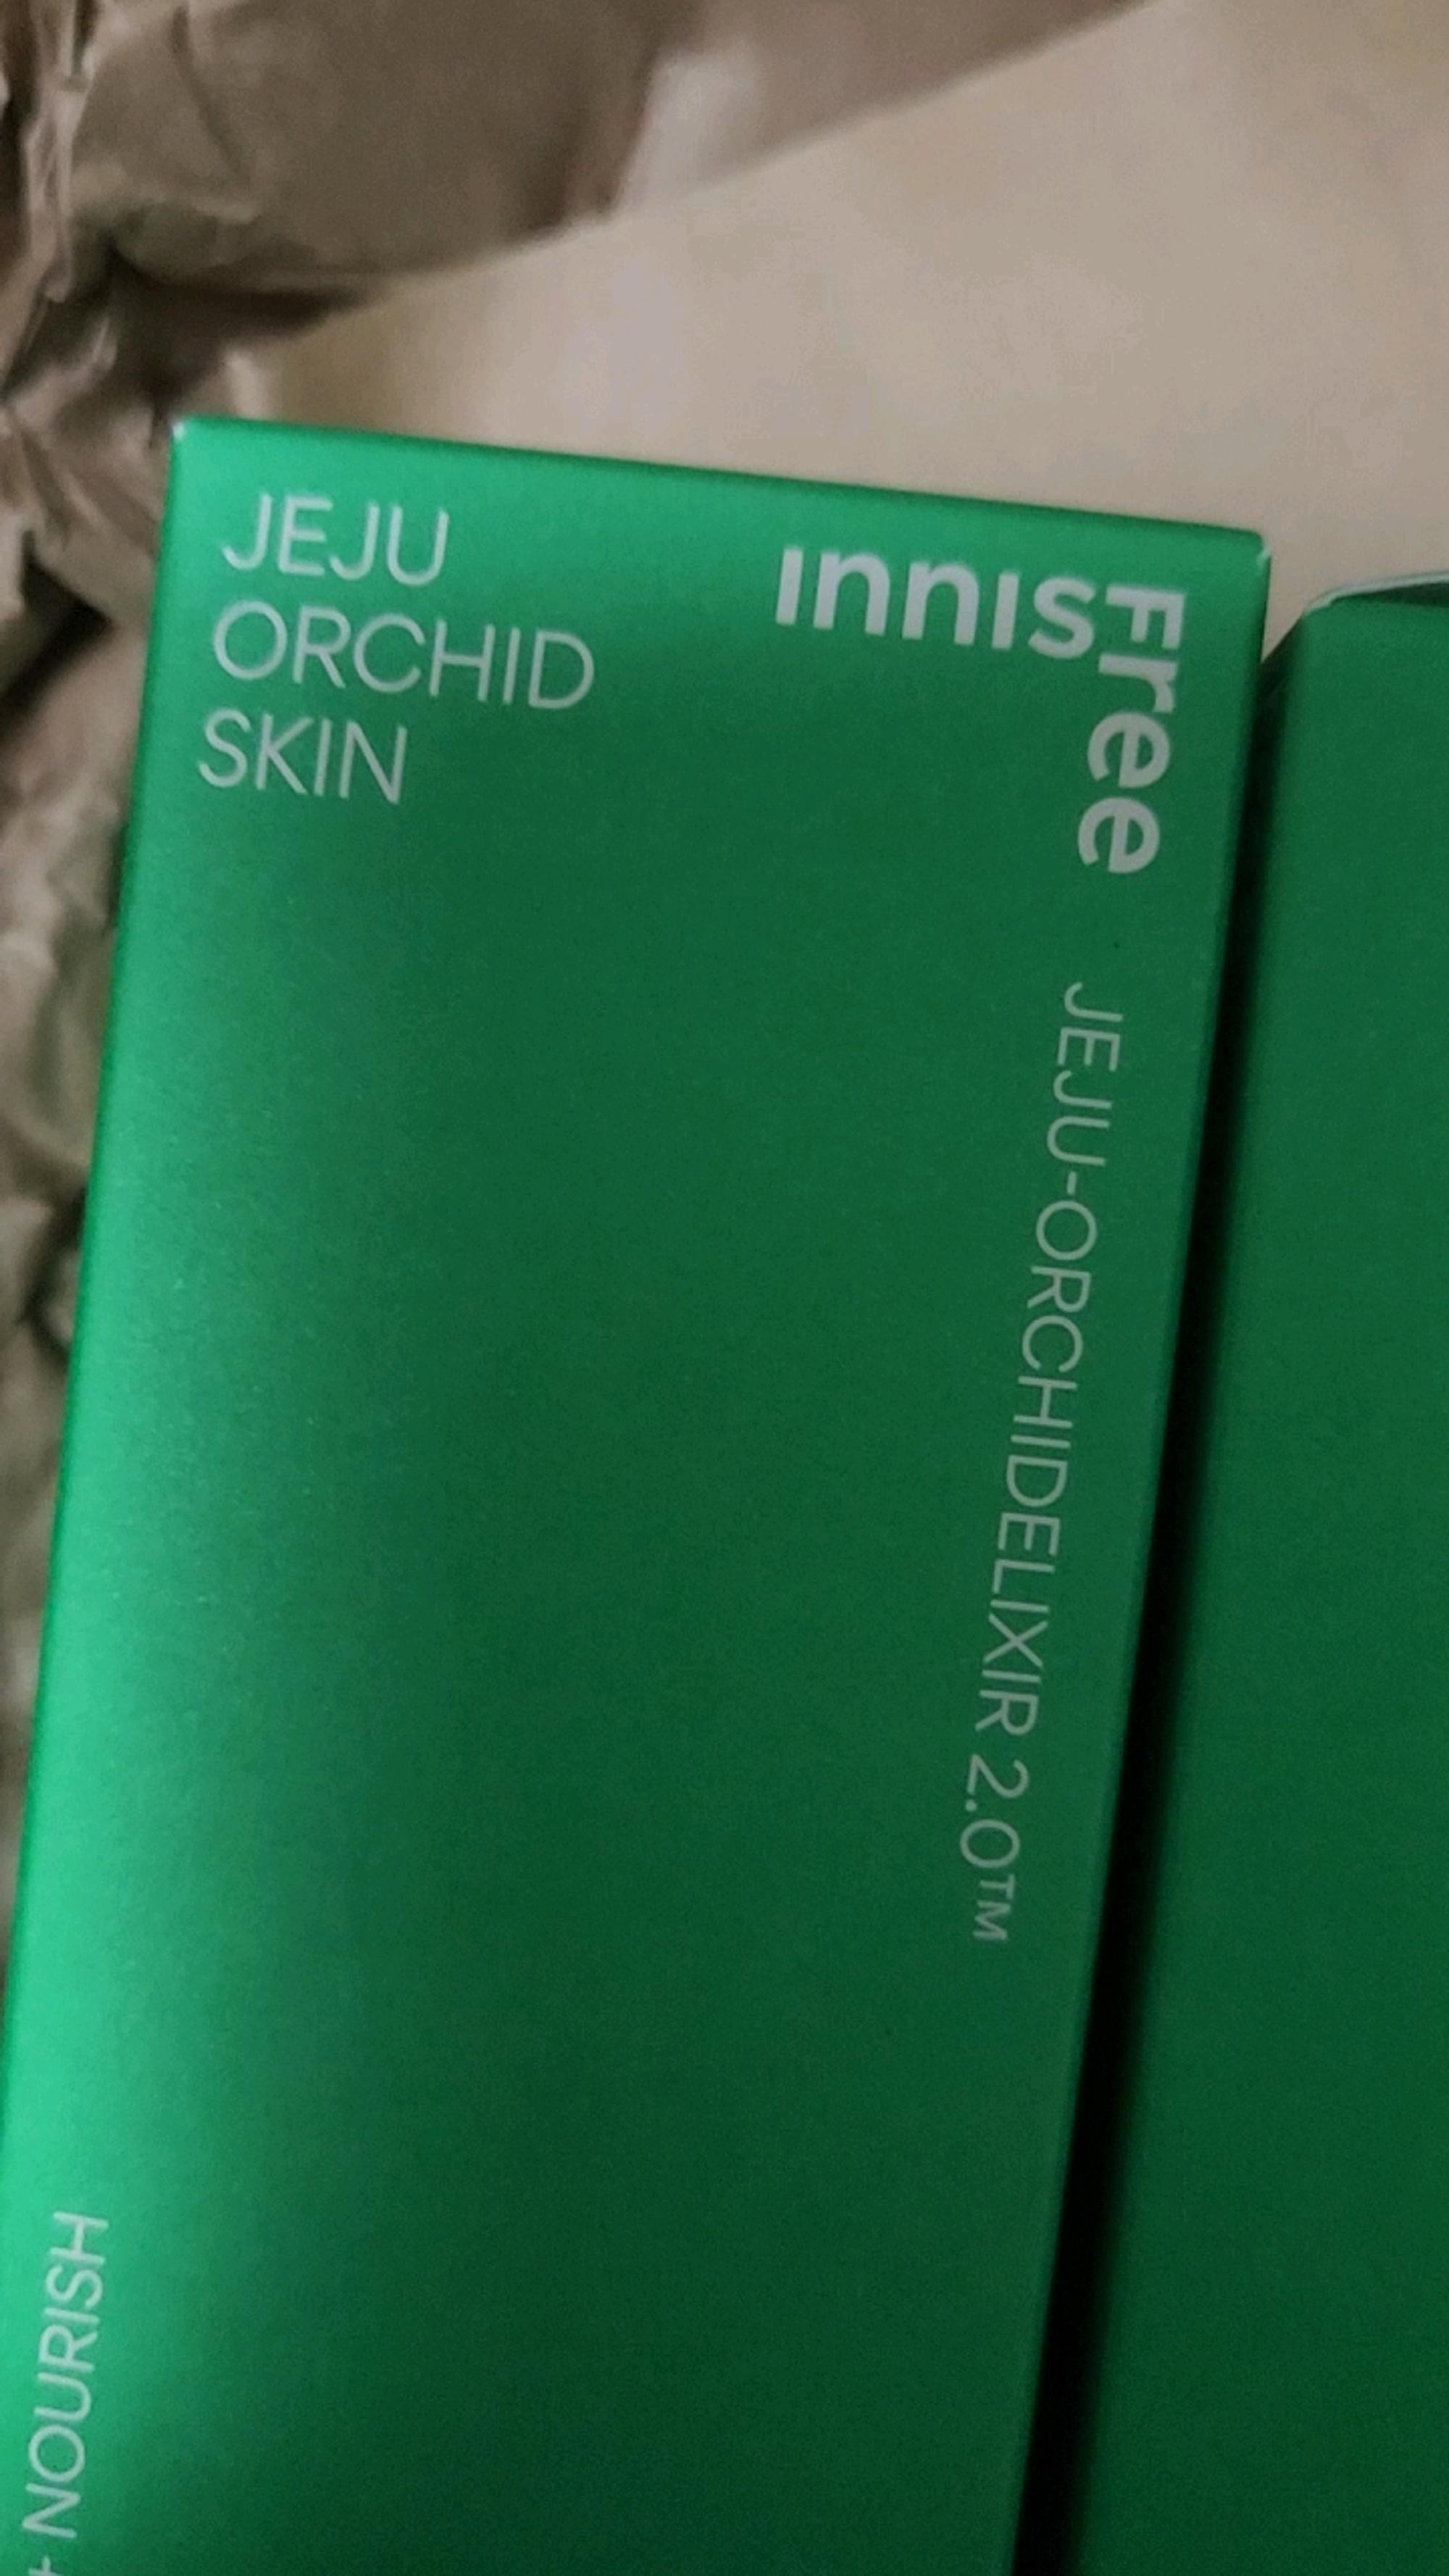 JEJU
ORCHID
SKIN
innisFree
JEJU-ORCHIDELIXIR 2.0™
+ NOURISH